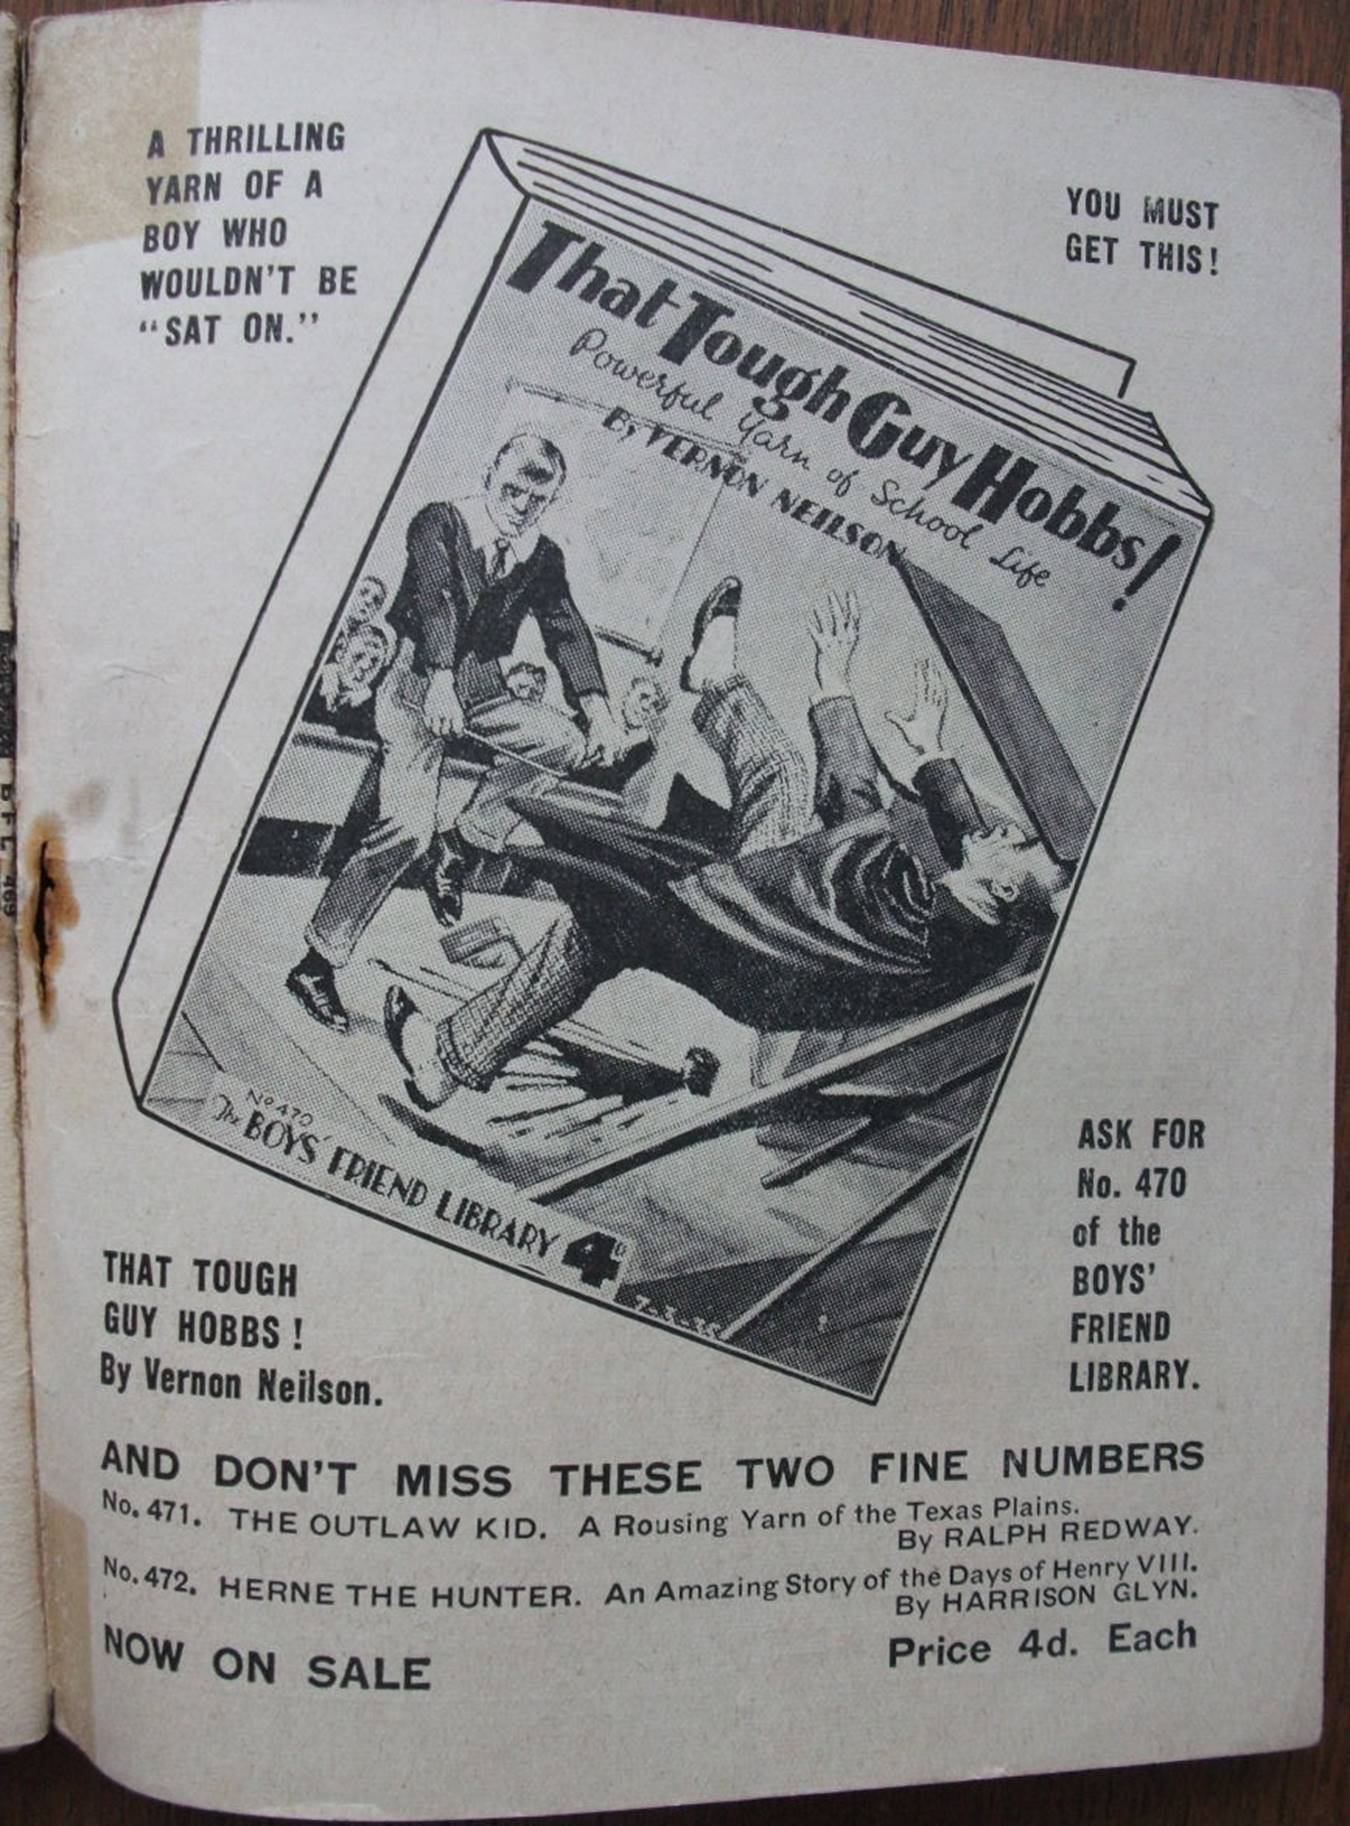 A THRILLING
YARN OF A
BOY WHO
WOULDN'T BE
"SAT ON."
YOU MUST
GET THIS!
That Tough Guy Hobbs!
Powerful Yarn of School Life
By VERNON NEILSON
No 470
The BOYS' FRIEND LIBRARY 4D
ASK FOR
No. 470
of the
BOYS'
FRIEND
LIBRARY.
THAT TOUGH
GUY HOBBS!
By Vernon Neilson.
AND DON'T MISS THESE TWO FINE NUMBERS
No. 471. THE OUTLAW KID. A Rousing Yarn of the Texas Plains.
By RALPH REDWAY.
No. 472. HERNE THE HUNTER. An Amazing Story of the Days of Henry VIII.
By HARRISON GLYN.
NOW ON SALE
Price 4d. Each